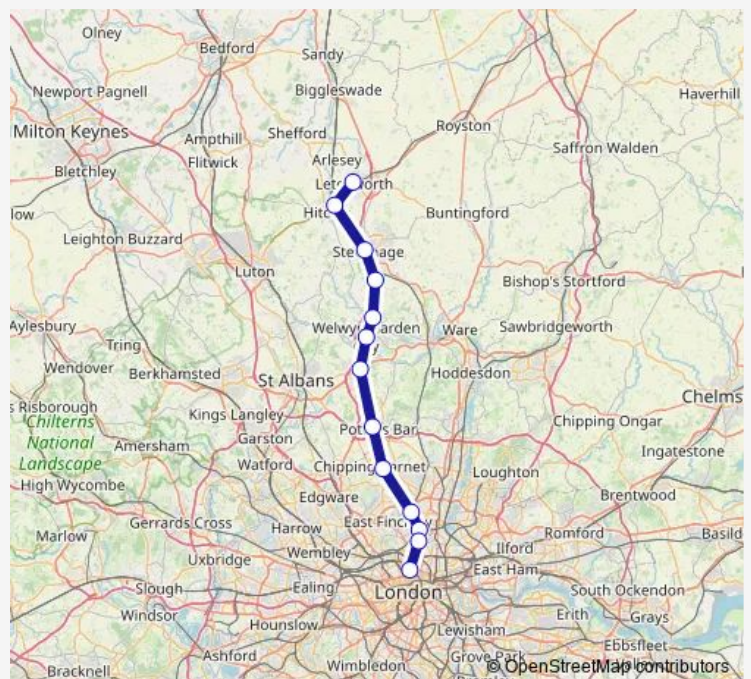 Olney
Bedford
Sandy
Newport Pagnell
Biggleswade
Haverhill
Milton Keynes
Ampthill
Shefford
Royston
Flitwick
Saffron Walden
Bletchley
Arlesey
low
Buntingford
Leighton Buzzard
Luton
Bishop's Stortford
Aylesbury
Ware
Sawbridgeworth
Tring
Wendover
Berkhamsted
St Albans
Hoddesdon
Chelms
s Risborough
Kings Langley
Chipping Ongar
Chilterns
National
Landscape
Amersham
Garston
Watford
Loughton
Ingatestone
High Wycombe
Edgware
Brentwood
Marlow
Gerrards Cross
Harrow
Romford
Basild
Wembley
Ilford
Uxbridge
Ealing
East Ham
Slough
London
South Ockendon
Windsor
Hounslow
Erith
Grays
Lewisham
Ashford
Ebbsfleet
Bracknell
Wimbledon
Grove Park
© OpenStreetMap contributors